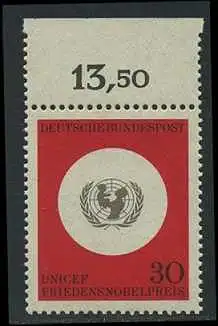 13,50
DEUTSCHE BUNDESPOST
UNICEF 30
FRIEDENSNOBELPREIS